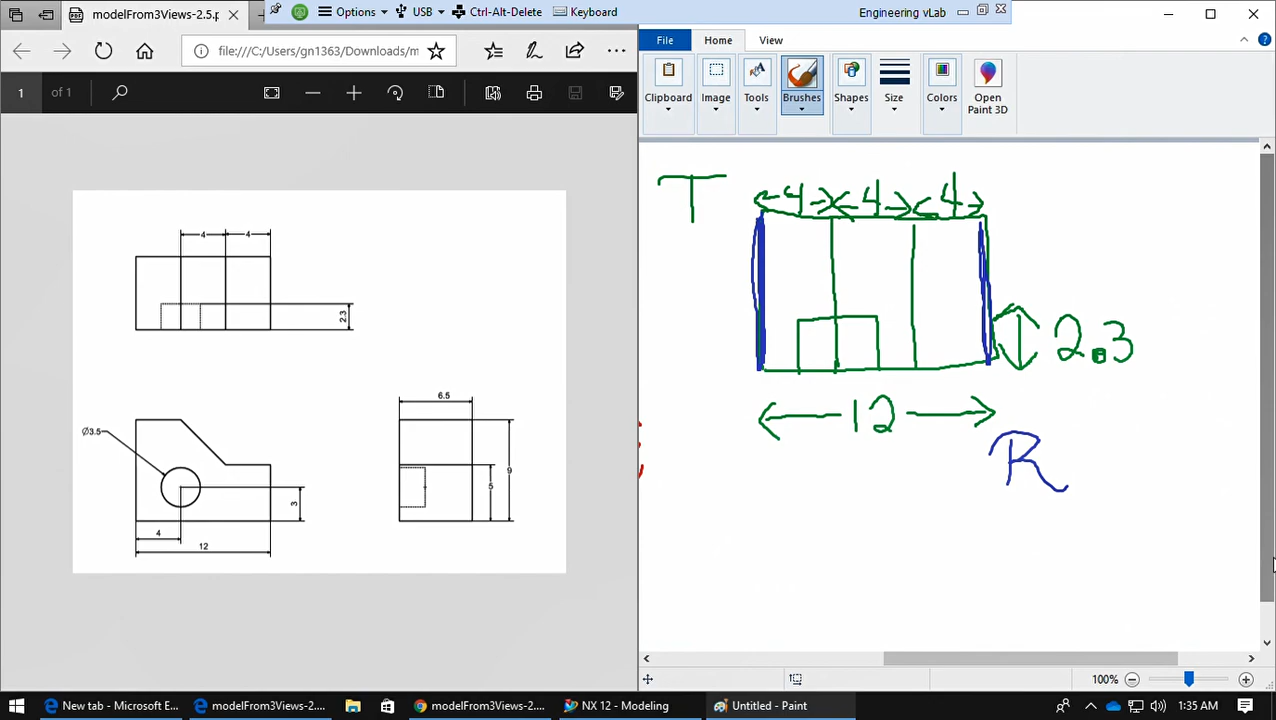 modelFrom3Views-2.5.p
Options
USB
Ctrl-Alt-Delete
Keyboard
Engineering vLab
file:///C:/Users/gn1363/Downloads/m
1 of 1
File
Home
View
Clipboard
Image
Tools
Brushes
Shapes
Size
Colors
Open Paint 3D
4 4
2.3
Ø3.5
3
4
12
6.5
5
9
T
4 4 4
2.3
12
R
100%
New tab - Microsoft E...
modelFrom3Views-2....
modelFrom3Views-2....
NX 12 - Modeling
Untitled - Paint
1:35 AM